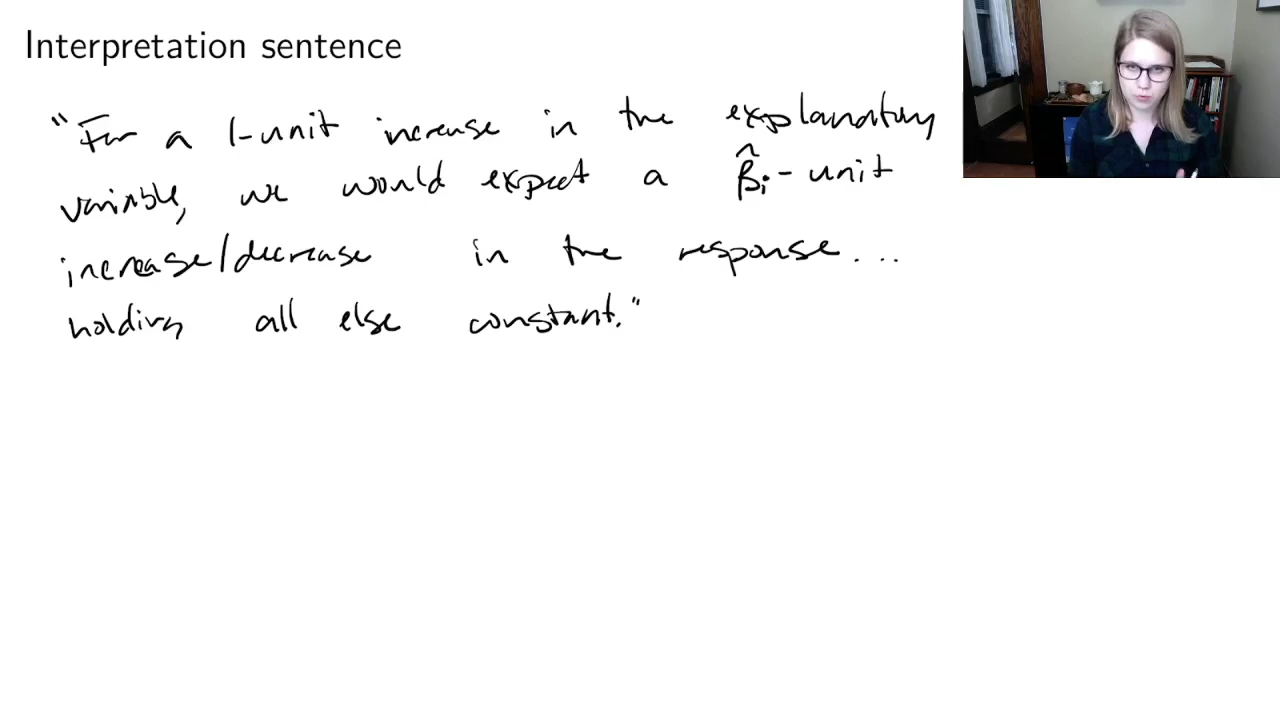 Interpretation sentence
"For a 1-unit increase in the explanatory
variable, we would expect a β̂ᵢ-unit
increase/decrease in the response...
holding all else constant."